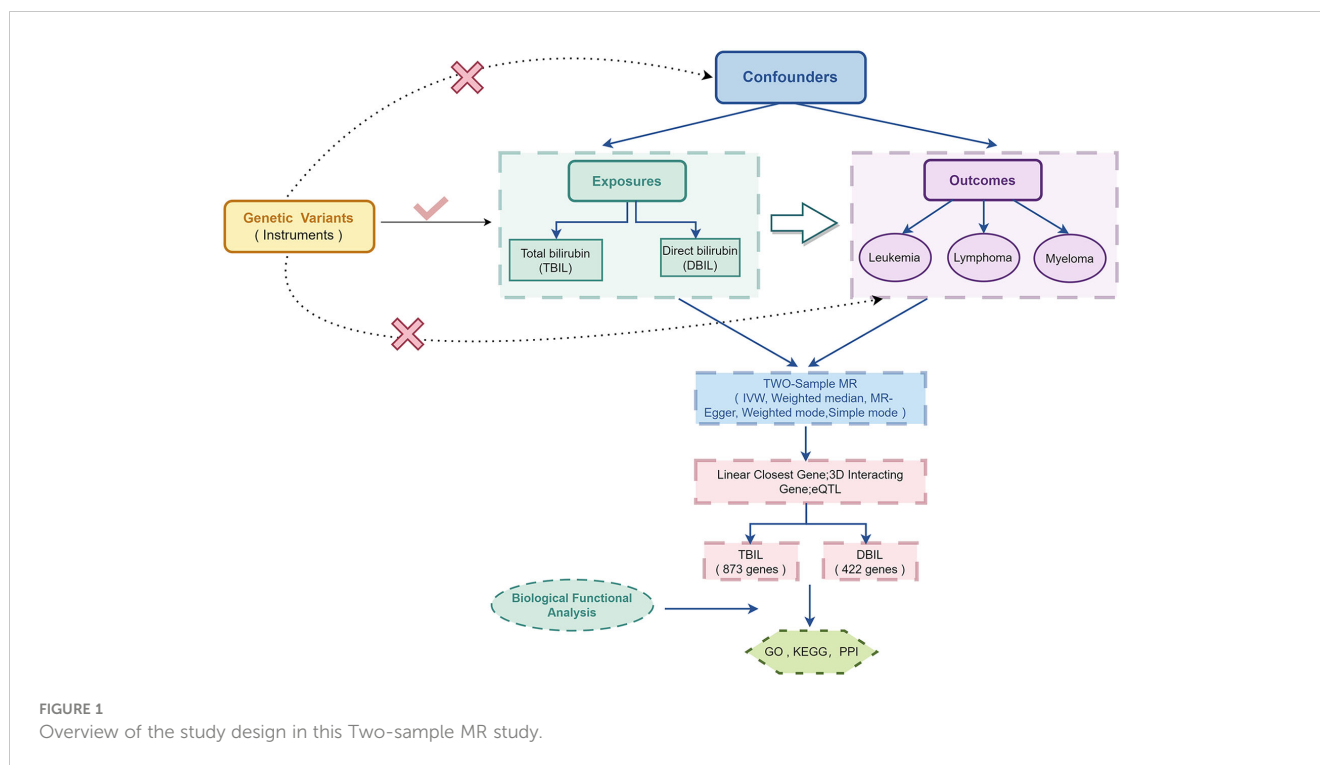 Confounders
Exposures
Outcomes
Genetic Variants
( Instruments )
Total bilirubin
(TBIL)
Direct bilirubin
(DBIL)
Leukemia
Lymphoma
Myeloma
TWO-Sample MR
( IVW, Weighted median, MR-
Egger, Weighted mode,Simple mode )
Linear Closest Gene;3D Interacting
Gene;eQTL
TBIL
( 873 genes )
DBIL
( 422 genes )
Biological Functional
Analysis
GO , KEGG, PPI
FIGURE 1
Overview of the study design in this Two-sample MR study.